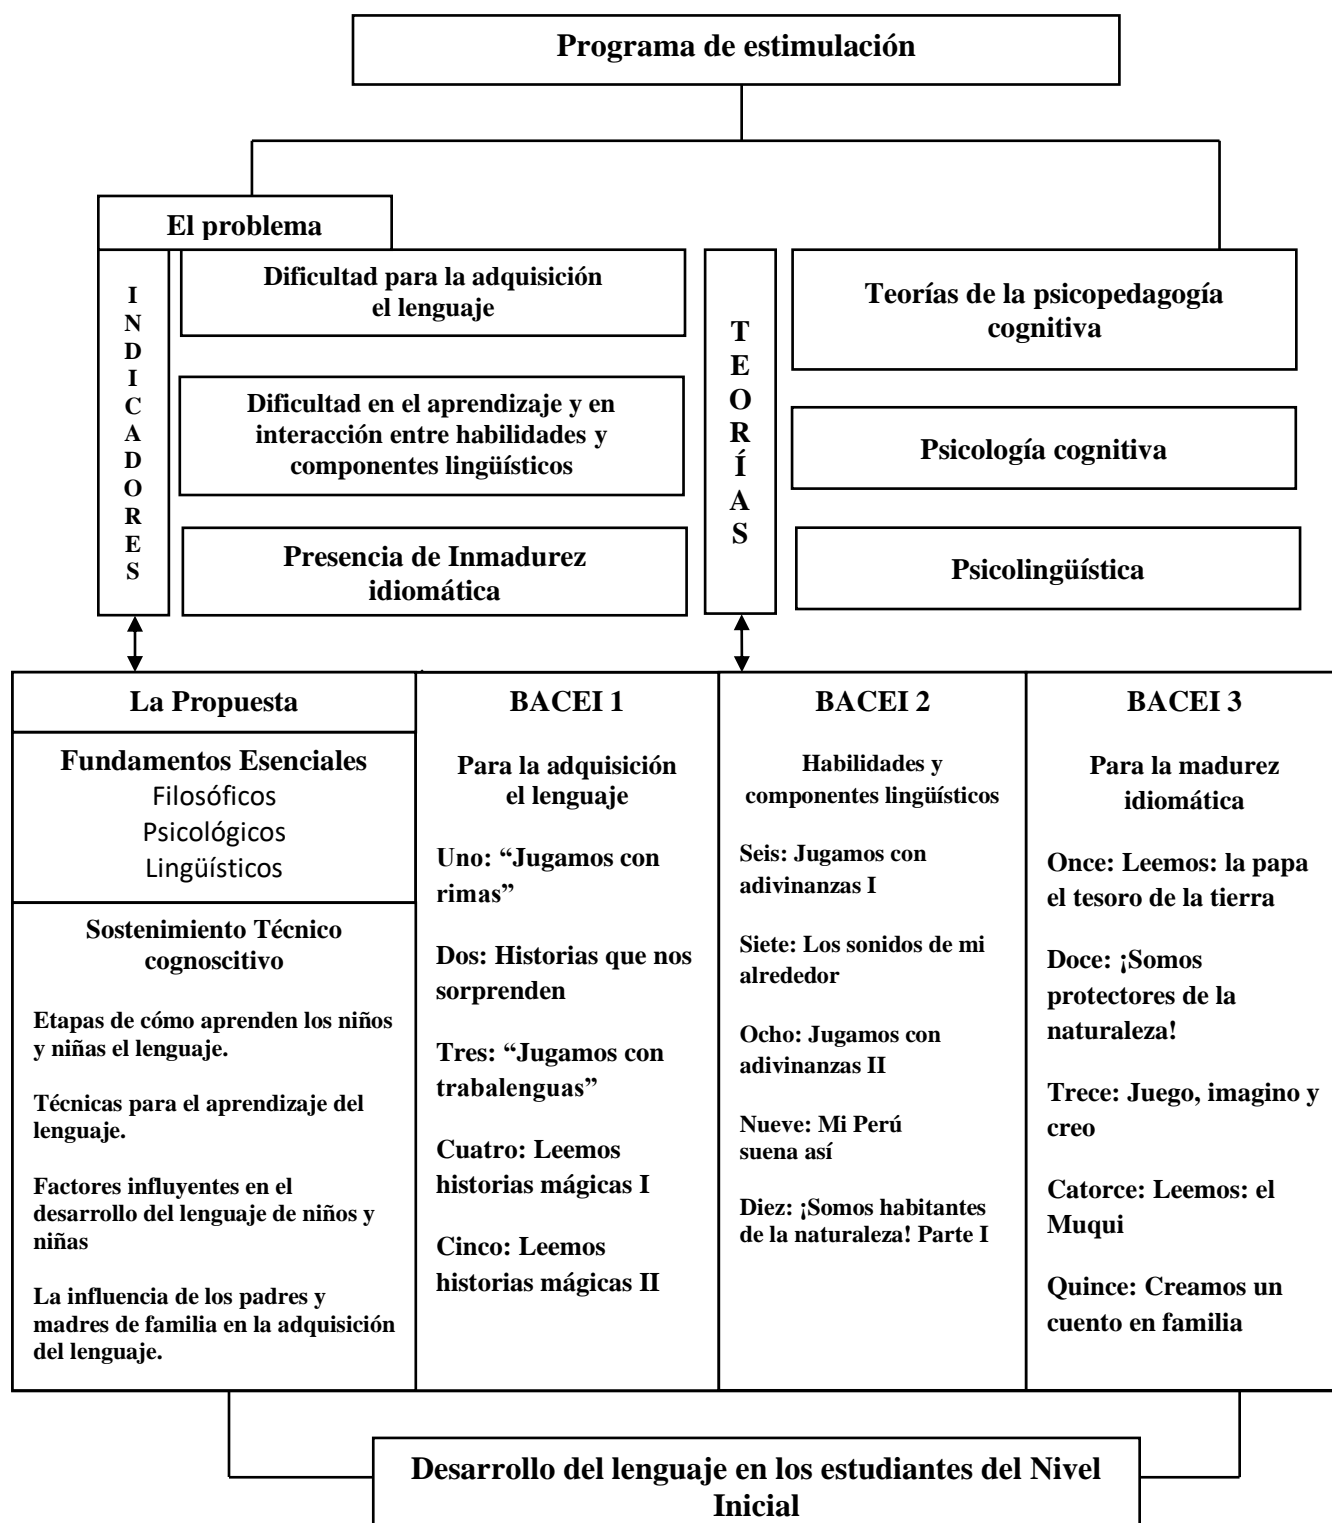 Programa de estimulación
El problema
I
N
D
I
C
A
D
O
R
E
S
Dificultad para la adquisición
el lenguaje
Dificultad en el aprendizaje y en
interacción entre habilidades y
componentes lingüísticos
Presencia de Inmadurez
idiomática
T
E
O
R
Í
A
S
Teorías de la psicopedagogía
cognitiva
Psicología cognitiva
Psicolingüística
La Propuesta
Fundamentos Esenciales
Filosóficos
Psicológicos
Lingüísticos
Sostenimiento Técnico
cognoscitivo
Etapas de cómo aprenden los niños
y niñas el lenguaje.
Técnicas para el aprendizaje del
lenguaje.
Factores influyentes en el
desarrollo del lenguaje de niños y
niñas
La influencia de los padres y
madres de familia en la adquisición
del lenguaje.
BACEI 1
Para la adquisición
el lenguaje
Uno: “Jugamos con
rimas”
Dos: Historias que nos
sorprenden
Tres: “Jugamos con
trabalenguas”
Cuatro: Leemos
historias mágicas I
Cinco: Leemos
historias mágicas II
BACEI 2
Habilidades y
componentes lingüísticos
Seis: Jugamos con
adivinanzas I
Siete: Los sonidos de mi
alrededor
Ocho: Jugamos con
adivinanzas II
Nueve: Mi Perú
suena así
Diez: ¡Somos habitantes
de la naturaleza! Parte I
BACEI 3
Para la madurez
idiomática
Once: Leemos: la papa
el tesoro de la tierra
Doce: ¡Somos
protectores de la
naturaleza!
Trece: Juego, imagino y
creo
Catorce: Leemos: el
Muqui
Quince: Creamos un
cuento en familia
Desarrollo del lenguaje en los estudiantes del Nivel
Inicial